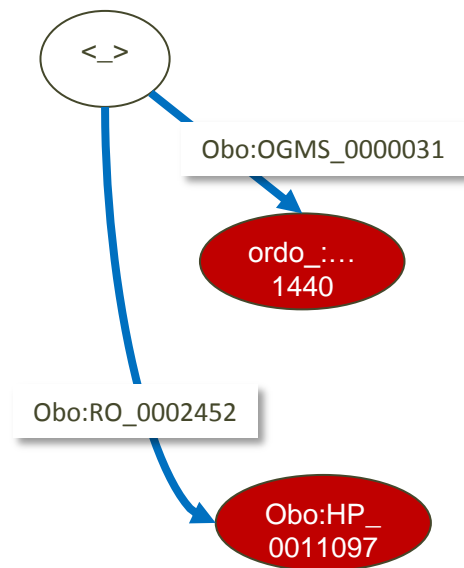 <_>
Obo:OGMS_0000031
ordo_:…
1440
Obo:RO_0002452
Obo:HP_
0011097